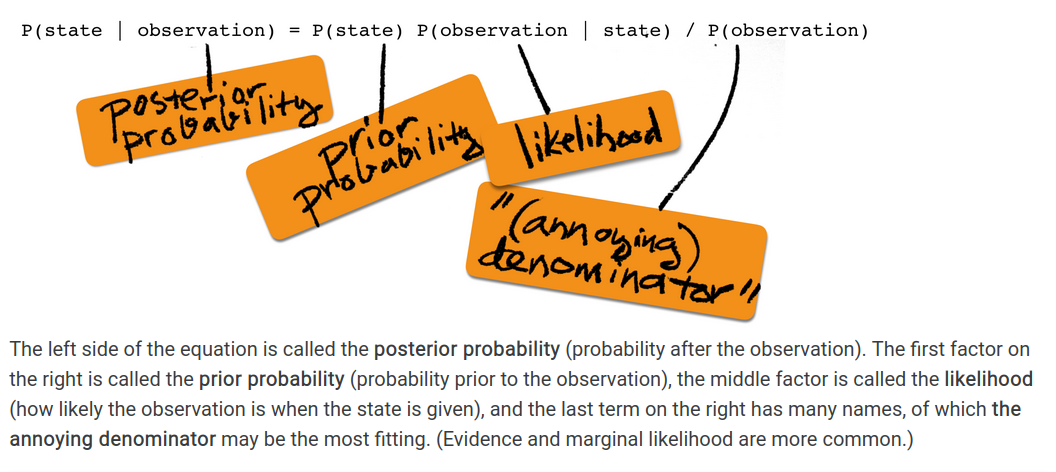 P(state | observation) = P(state) P(observation | state) / P(observation)
posterior
probability
prior
probability
likelihood
"(annoying)
denominator"
The left side of the equation is called the posterior probability (probability after the observation). The first factor on
the right is called the prior probability (probability prior to the observation), the middle factor is called the likelihood
(how likely the observation is when the state is given), and the last term on the right has many names, of which the
annoying denominator may be the most fitting. (Evidence and marginal likelihood are more common.)